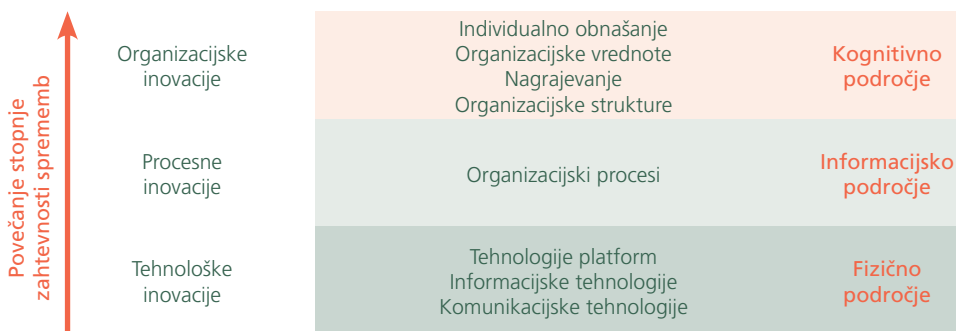 Povečanje stopnje
zahtevnosti sprememb
Organizacijske
inovacije
Individualno obnašanje
Organizacijske vrednote
Nagrajevanje
Organizacijske strukture
Kognitivno
področje
Procesne
inovacije
Organizacijski procesi
Informacijsko
področje
Tehnološke
inovacije
Tehnologije platform
Informacijske tehnologije
Komunikacijske tehnologije
Fizično
področje